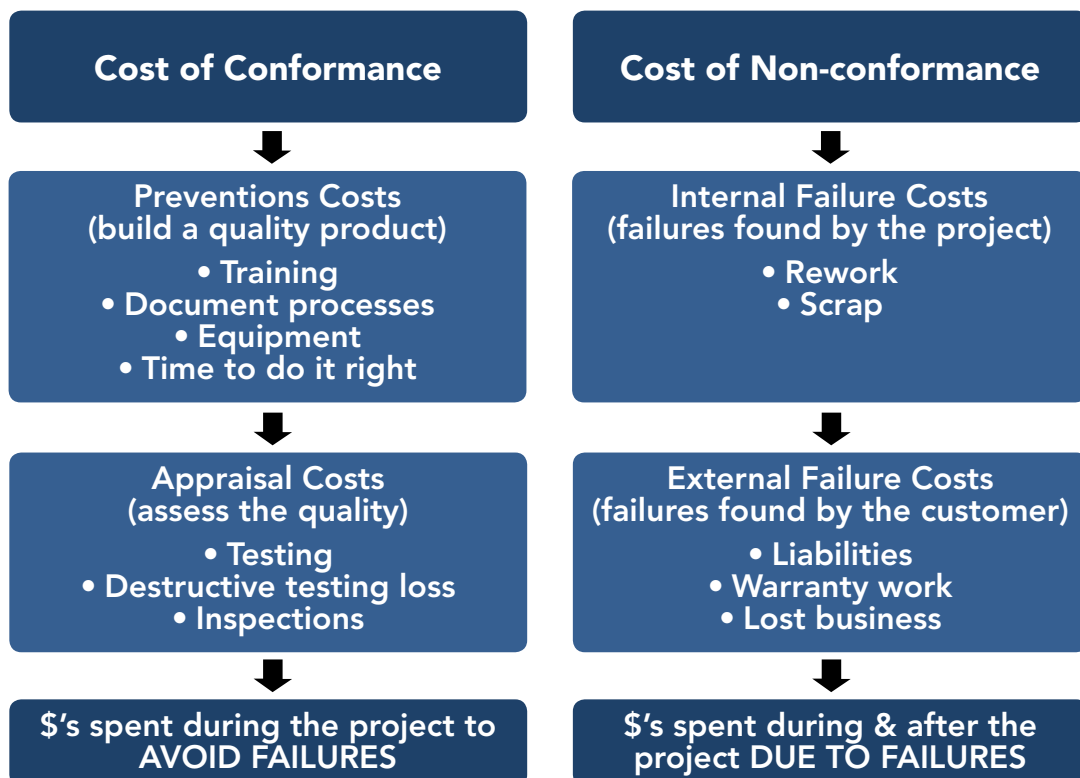 Cost of Conformance
Preventions Costs
(build a quality product)
• Training
• Document processes
• Equipment
• Time to do it right
Appraisal Costs
(assess the quality)
• Testing
• Destructive testing loss
• Inspections
$'s spent during the project to
AVOID FAILURES
Cost of Non-conformance
Internal Failure Costs
(failures found by the project)
• Rework
• Scrap
External Failure Costs
(failures found by the customer)
• Liabilities
• Warranty work
• Lost business
$'s spent during & after the
project DUE TO FAILURES